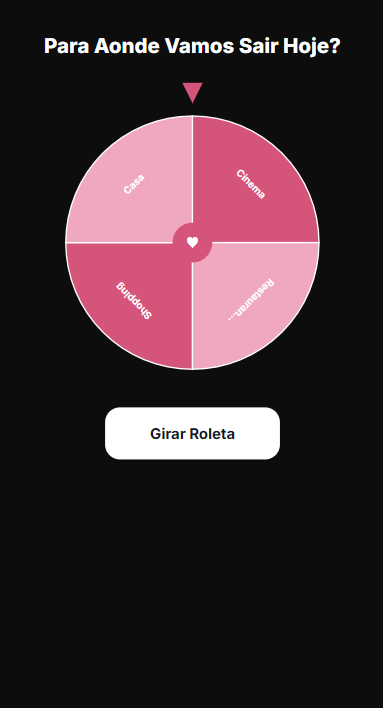 Para Aonde Vamos Sair Hoje?
Casa
Cinema
Shopping
Restauran...
Girar Roleta